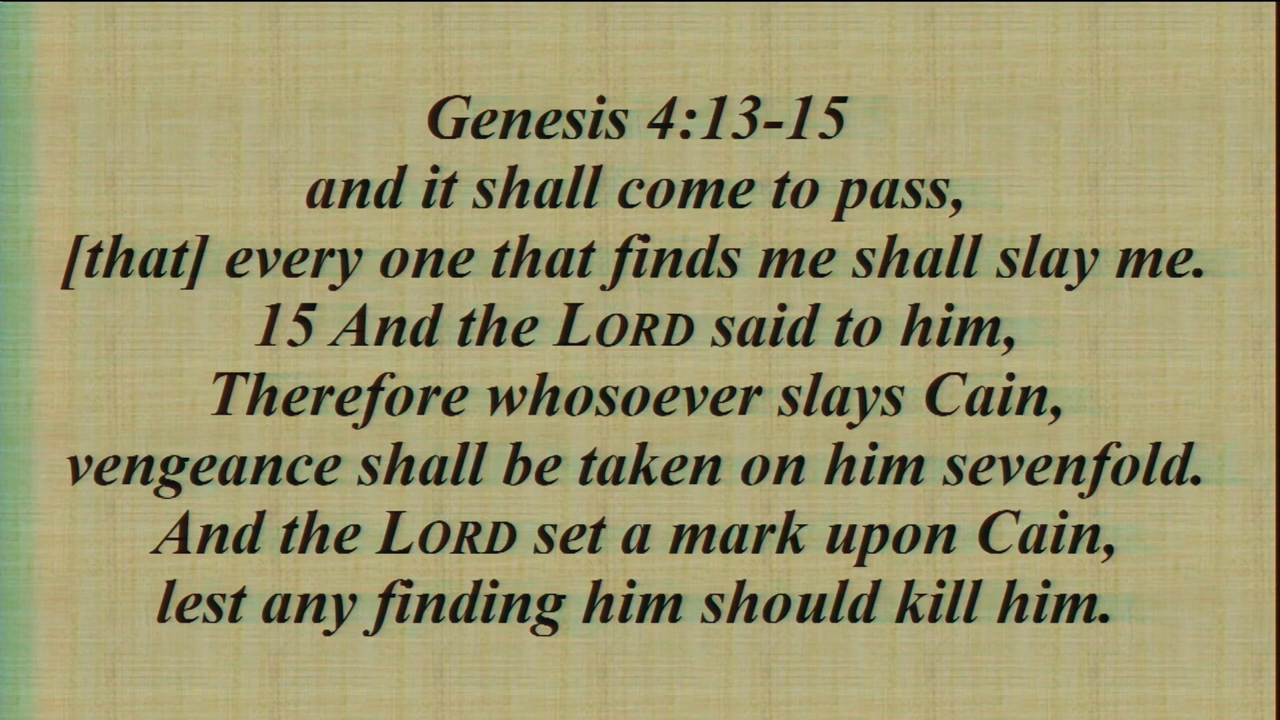 Genesis 4:13-15
and it shall come to pass,
[that] every one that finds me shall slay me.
15 And the LORD said to him,
Therefore whosoever slays Cain,
vengeance shall be taken on him sevenfold.
And the LORD set a mark upon Cain,
lest any finding him should kill him.